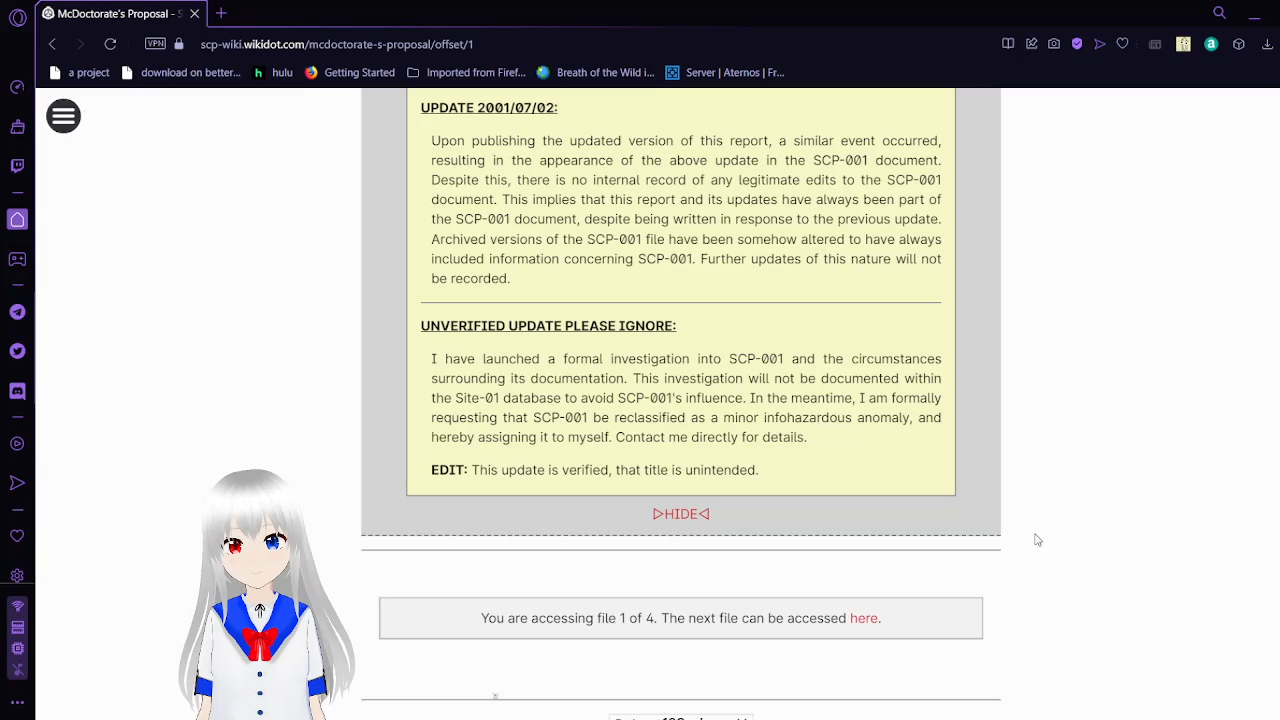 McDoctorate's Proposal - S
VPN
scp-wiki.wikidot.com/mcdoctorate-s-proposal/offset/1
a project
download on better...
h hulu
Getting Started
Imported from Firef...
Breath of the Wild i...
Server | Aternos | Fr...
UPDATE 2001/07/02:
Upon publishing the updated version of this report, a similar event occurred,
resulting in the appearance of the above update in the SCP-001 document.
Despite this, there is no internal record of any legitimate edits to the SCP-001
document. This implies that this report and its updates have always been part of
the SCP-001 document, despite being written in response to the previous update.
Archived versions of the SCP-001 file have been somehow altered to have always
included information concerning SCP-001. Further updates of this nature will not
be recorded.
UNVERIFIED UPDATE PLEASE IGNORE:
I have launched a formal investigation into SCP-001 and the circumstances
surrounding its documentation. This investigation will not be documented within
the Site-01 database to avoid SCP-001's influence. In the meantime, I am formally
requesting that SCP-001 be reclassified as a minor infohazardous anomaly, and
hereby assigning it to myself. Contact me directly for details.
EDIT: This update is verified, that title is unintended.
▷HIDE◁
You are accessing file 1 of 4. The next file can be accessed here.